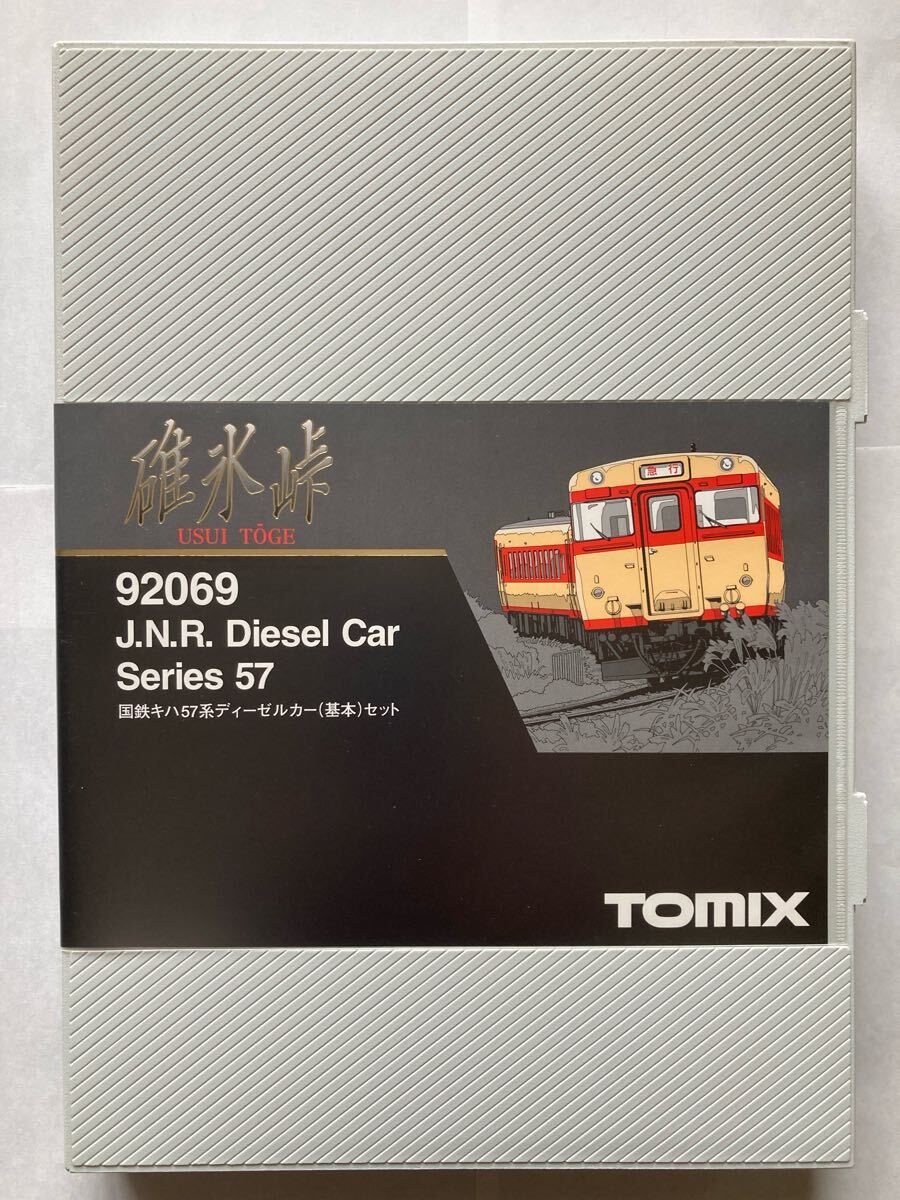 碓氷峠
USUI TŌGE
急行
92069
J.N.R. Diesel Car
Series 57
国鉄キハ57系ディーゼルカー(基本)セット
TOMIX